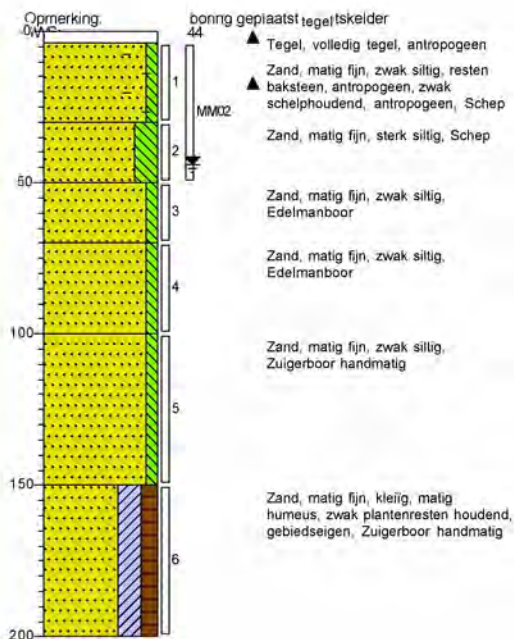 Opmerking: boring geplaatst tegel tskelder
0
44
Tegel, volledig tegel, antropogeen
1
Zand, matig fijn, zwak siltig, resten
baksteen, antropogeen, zwak
schelphoudend, antropogeen, Schep
MM02
2
Zand, matig fijn, sterk siltig, Schep
50
3
Zand, matig fijn, zwak siltig,
Edelmanboor
4
Zand, matig fijn, zwak siltig,
Edelmanboor
100
5
Zand, matig fijn, zwak siltig,
Zuigerboor handmatig
150
6
Zand, matig fijn, kleiïg, matig
humeus, zwak plantenresten houdend,
gebiedseigen, Zuigerboor handmatig
200